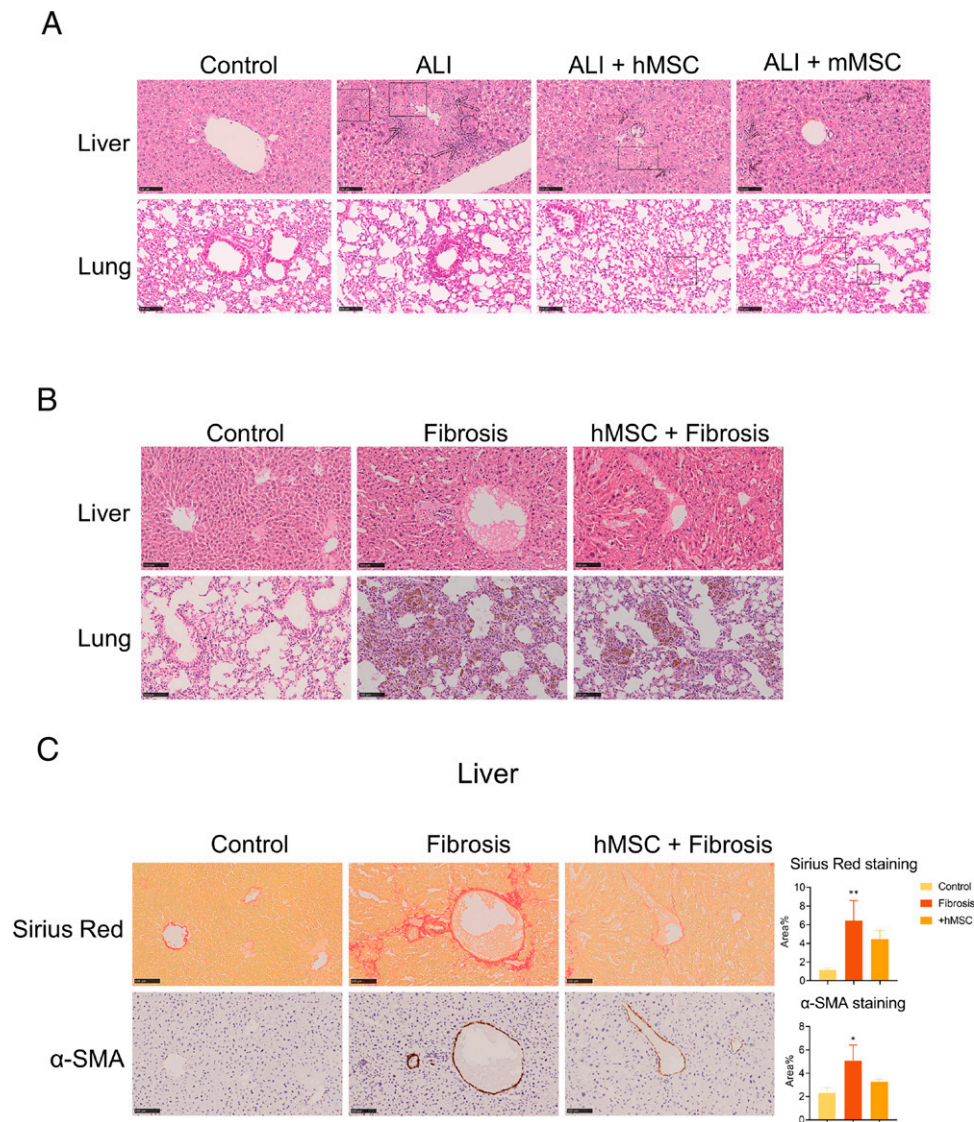 A
Control ALI ALI + hMSC ALI + mMSC
Liver
Lung
B
Control Fibrosis hMSC + Fibrosis
Liver
Lung
C
Liver
Control Fibrosis hMSC + Fibrosis
Sirius Red
α-SMA
Sirius Red staining
Area%
10
8
6
4
2
0
**
Control
Fibrosis
+hMSC
α-SMA staining
Area%
8
6
4
2
0
*